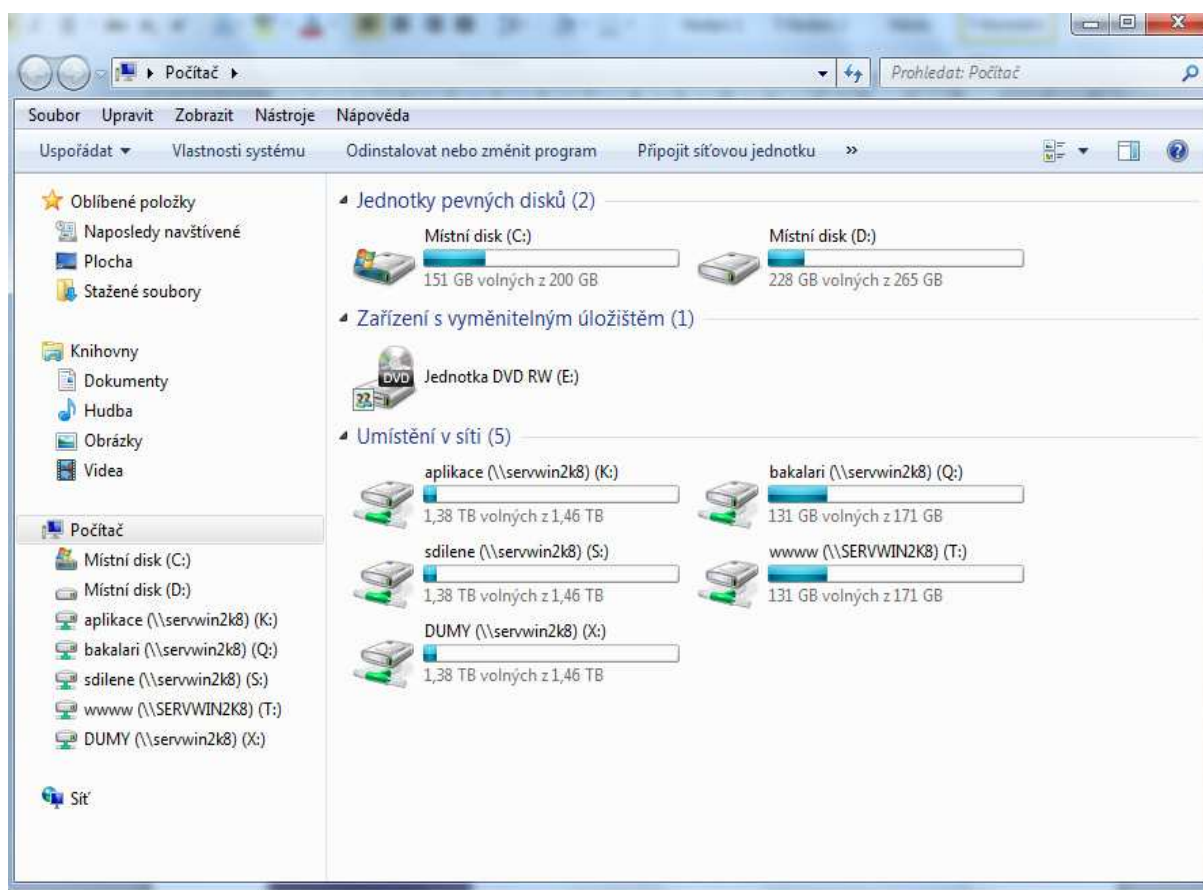 Počítač
Prohledat: Počítač
Soubor Upravit Zobrazit Nástroje Nápověda
Uspořádat Vlastnosti systému Odinstalovat nebo změnit program Připojit síťovou jednotku »
Oblíbené položky
Naposledy navštívené
Plocha
Stažené soubory
Knihovny
Dokumenty
Hudba
Obrázky
Videa
Počítač
Místní disk (C:)
Místní disk (D:)
aplikace (\\servwin2k8) (K:)
bakalari (\\servwin2k8) (Q:)
sdilene (\\servwin2k8) (S:)
wwww (\\SERVWIN2K8) (T:)
DUMY (\\servwin2k8) (X:)
Síť
Jednotky pevných disků (2)
Místní disk (C:)
151 GB volných z 200 GB
Místní disk (D:)
228 GB volných z 265 GB
Zařízení s vyměnitelným úložištěm (1)
DVD
Jednotka DVD RW (E:)
Umístění v síti (5)
aplikace (\\servwin2k8) (K:)
1,38 TB volných z 1,46 TB
bakalari (\\servwin2k8) (Q:)
131 GB volných z 171 GB
sdilene (\\servwin2k8) (S:)
1,38 TB volných z 1,46 TB
wwww (\\SERVWIN2K8) (T:)
131 GB volných z 171 GB
DUMY (\\servwin2k8) (X:)
1,38 TB volných z 1,46 TB